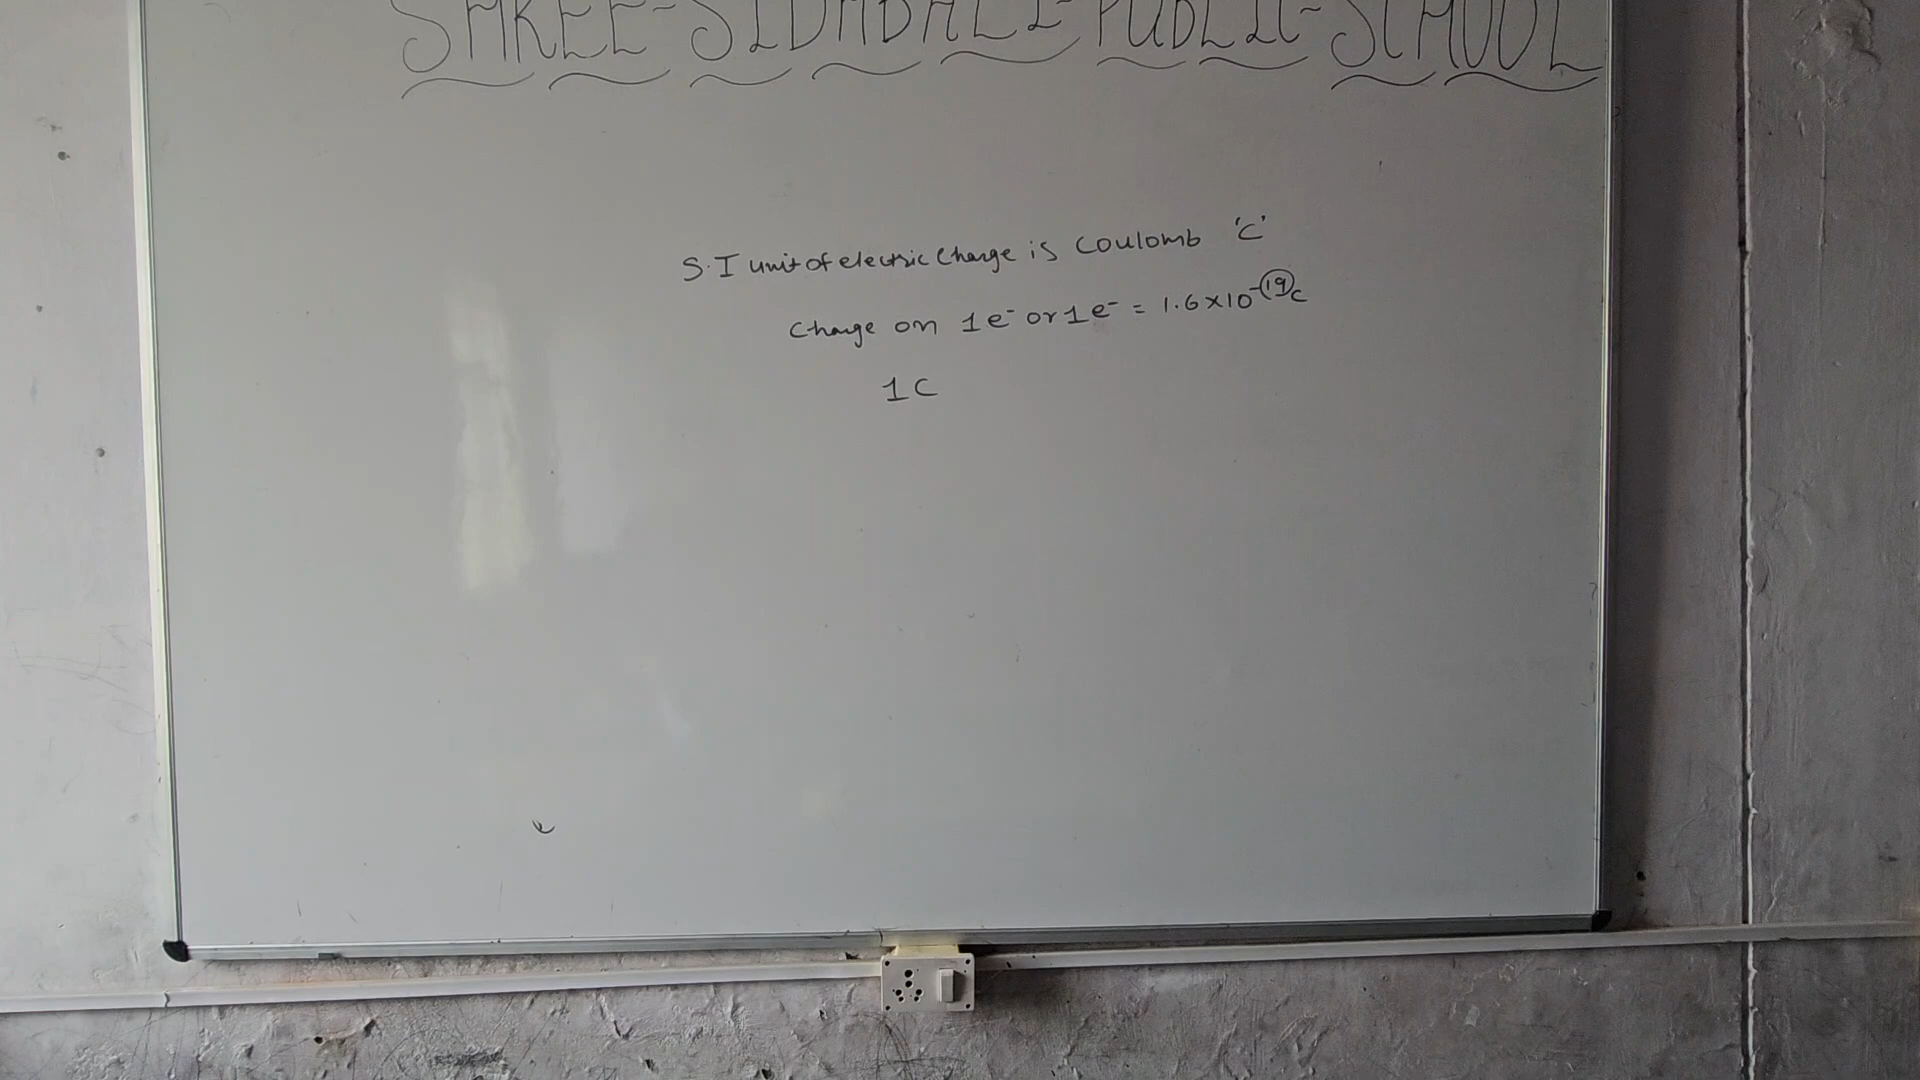 SHREE-SIDHBALI-PUBLIC-SCHOOL
S.I unit of electric charge is coulomb 'C'
charge on 1e⁻ or 1e⁻ = 1.6×10⁻¹⁹c
1C